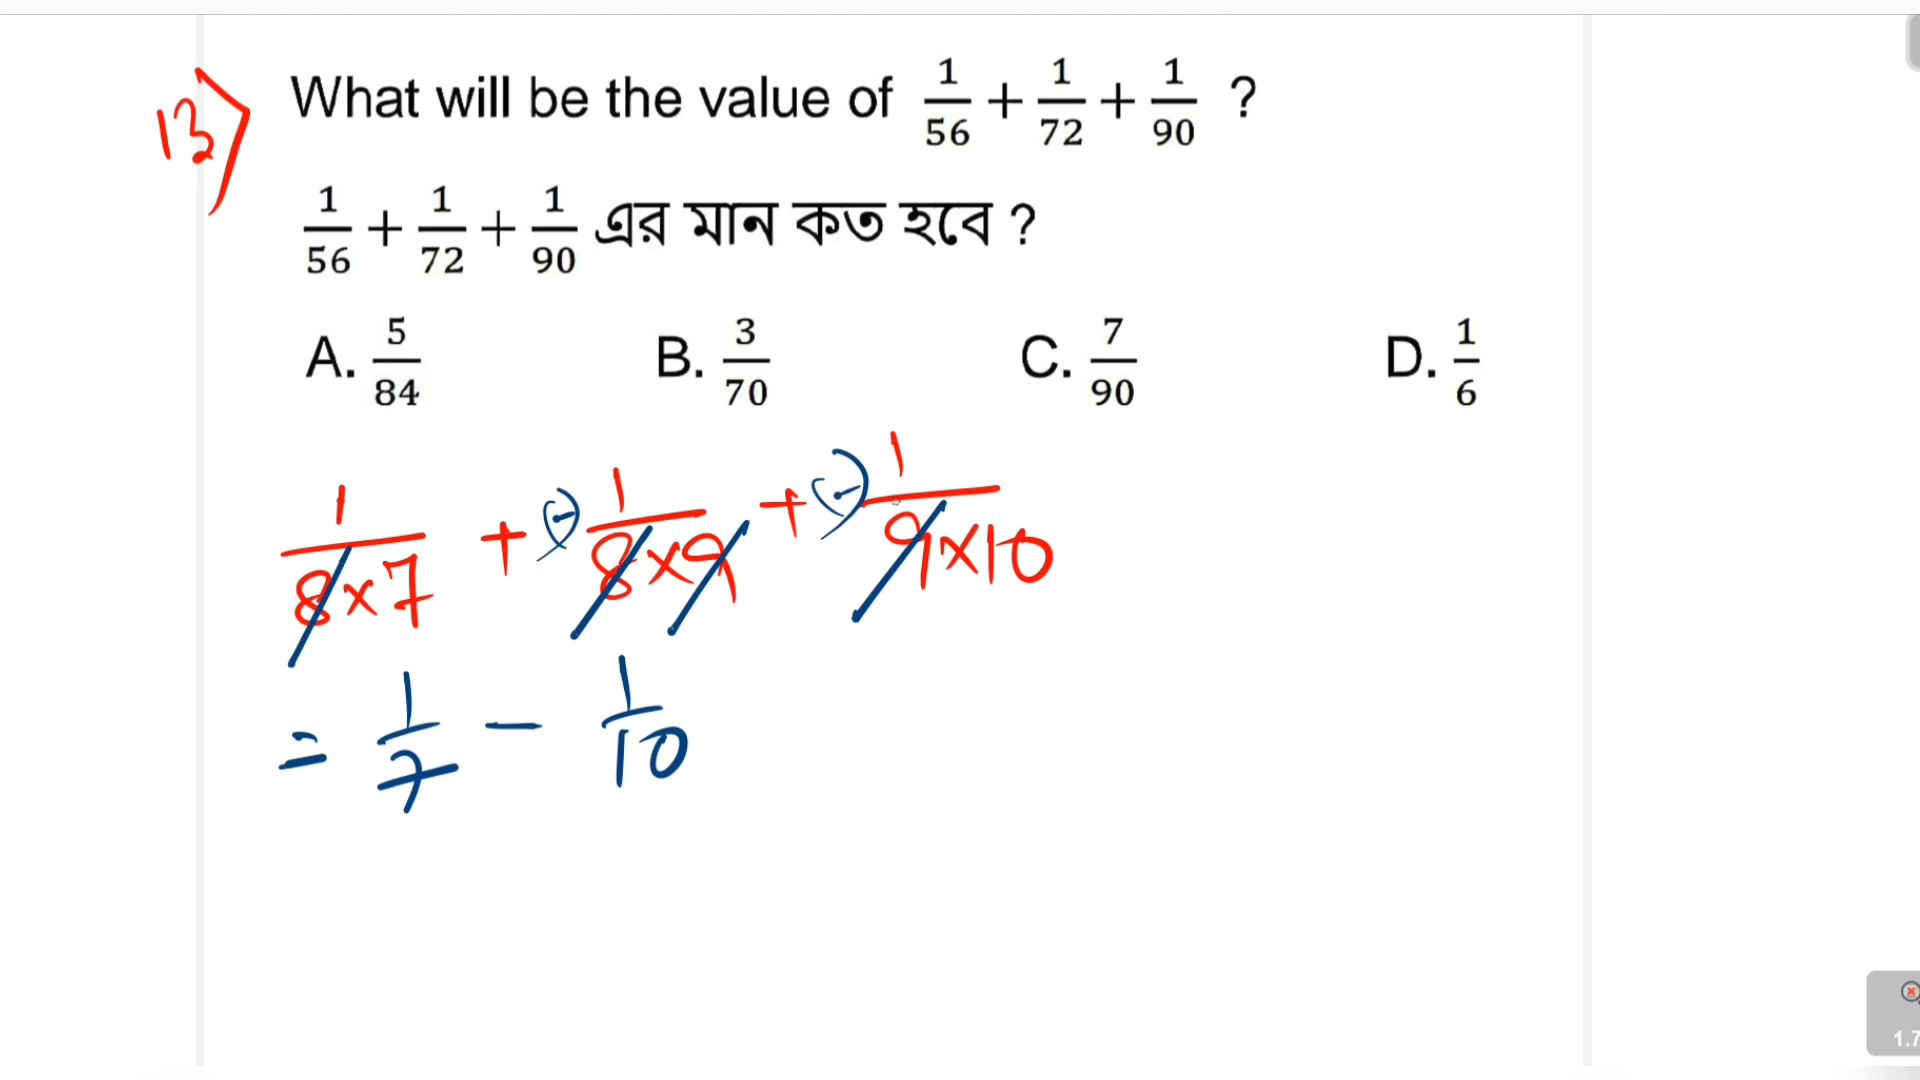 13) What will be the value of 1/56 + 1/72 + 1/90 ?
1/56 + 1/72 + 1/90 এর মান কত হবে ?
A. 5/84 B. 3/70 C. 7/90 D. 1/6
1/(8×7) + (-) 1/(8×9) + (-) 1/(9×10)
= 1/7 − 1/10